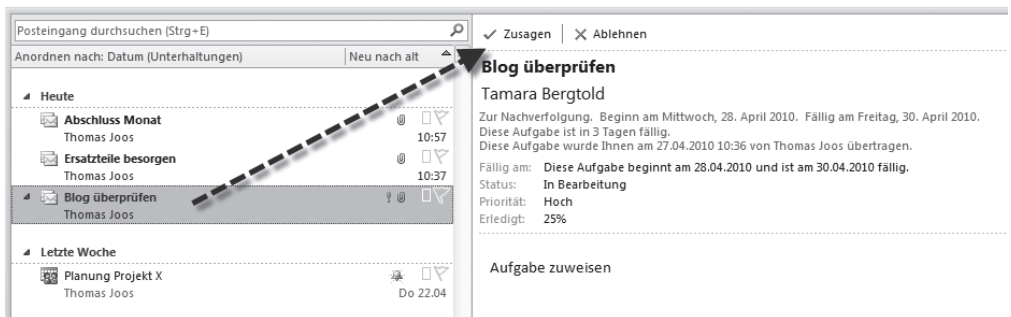 Posteingang durchsuchen (Strg+E)
Anordnen nach: Datum (Unterhaltungen) Neu nach alt
Heute
Abschluss Monat
Thomas Joos 10:57
Ersatzteile besorgen
Thomas Joos 10:37
Blog überprüfen
Thomas Joos
Letzte Woche
Planung Projekt X
Thomas Joos Do 22.04
Zusagen Ablehnen
Blog überprüfen
Tamara Bergtold
Zur Nachverfolgung. Beginn am Mittwoch, 28. April 2010. Fällig am Freitag, 30. April 2010.
Diese Aufgabe ist in 3 Tagen fällig.
Diese Aufgabe wurde Ihnen am 27.04.2010 10:36 von Thomas Joos übertragen.
Fällig am: Diese Aufgabe beginnt am 28.04.2010 und ist am 30.04.2010 fällig.
Status: In Bearbeitung
Priorität: Hoch
Erledigt: 25%
Aufgabe zuweisen